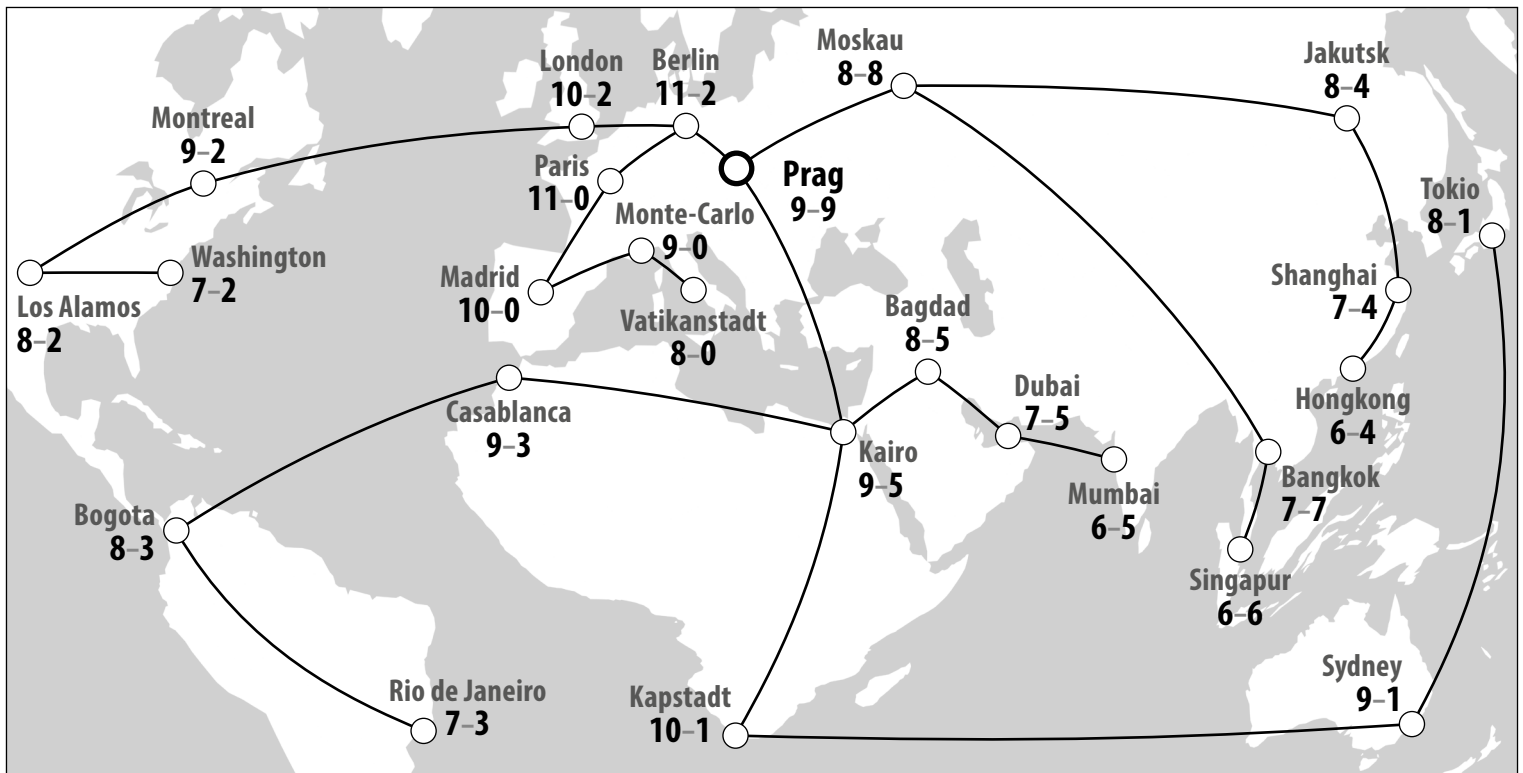 Moskau
8–8
Jakutsk
8–4
London
10–2
Berlin
11–2
Montreal
9–2
Paris
11–0
Prag
9–9
Tokio
8–1
Monte-Carlo
9–0
Washington
7–2
Madrid
10–0
Shanghai
7–4
Los Alamos
8–2
Vatikanstadt
8–0
Bagdad
8–5
Dubai
7–5
Hongkong
6–4
Casablanca
9–3
Kairo
9–5
Mumbai
6–5
Bangkok
7–7
Bogota
8–3
Singapur
6–6
Rio de Janeiro
7–3
Kapstadt
10–1
Sydney
9–1